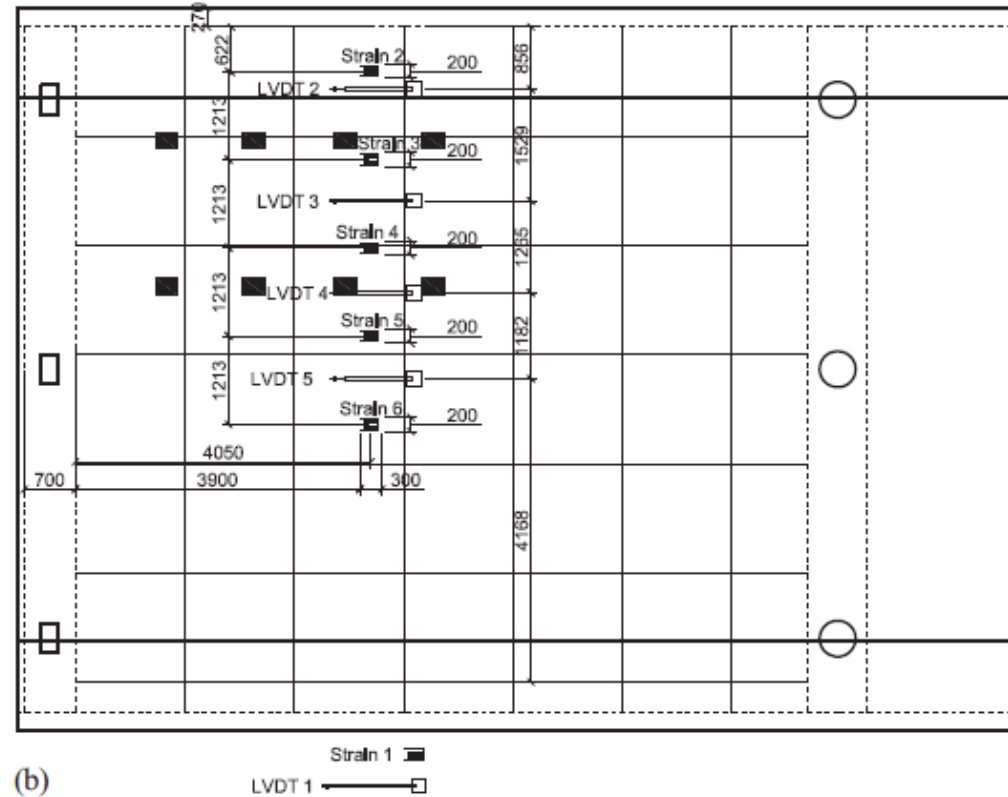 270
622
Strain 2
200
856
LVDT 2
1213
Strain 3
200
1529
1213
LVDT 3
Strain 4
200
1265
1213
LVDT 4
Strain 5
200
1182
1213
LVDT 5
Strain 6
200
4050
700
3900
300
4168
Strain 1
(b)
LVDT 1